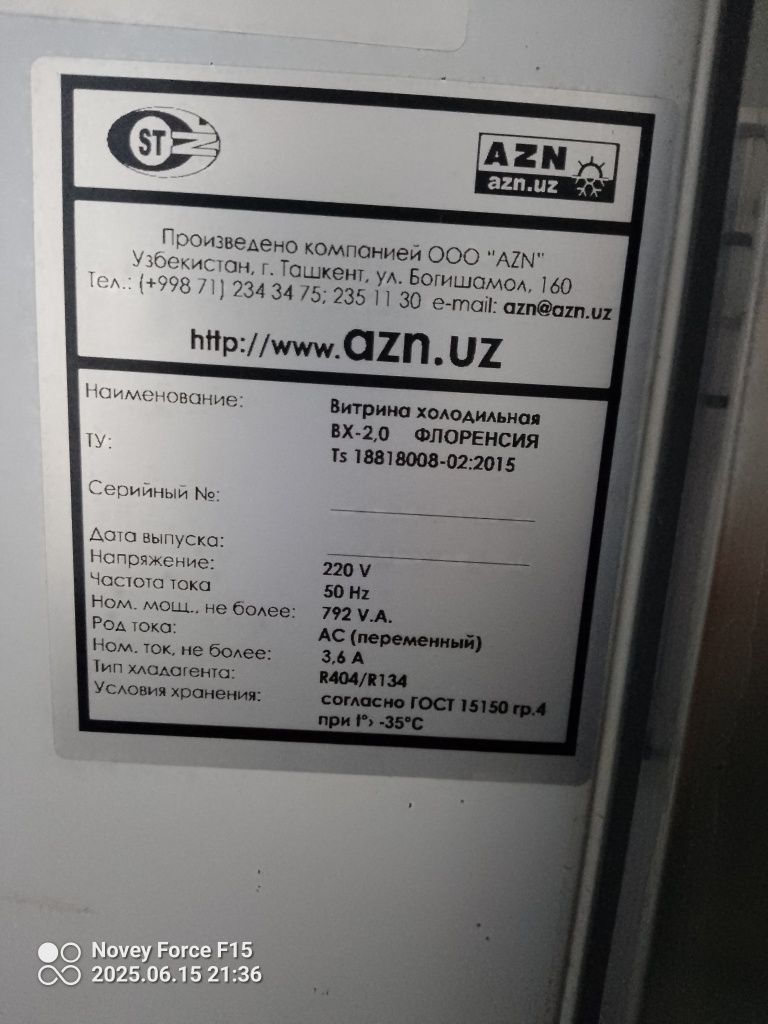 ST
AZN
azn.uz
Произведено компанией ООО "AZN"
Узбекистан, г. Ташкент, ул. Богишамол, 160
Тел.: (+998 71) 234 34 75; 235 11 30 e-mail: azn@azn.uz
http://www.azn.uz
Наименование: Витрина холодильная
ВХ-2,0 ФЛОРЕНСИЯ
ТУ: Ts 18818008-02:2015
Серийный №:
Дата выпуска:
Напряжение: 220 V
Частота тока 50 Hz
Ном. мощ., не более: 792 V.A.
Род тока: AC (переменный)
Ном. ток, не более: 3,6 А
Тип хладагента: R404/R134
Условия хранения: согласно ГОСТ 15150 гр.4
при t°> -35°C
Novey Force F15
2025.06.15 21:36